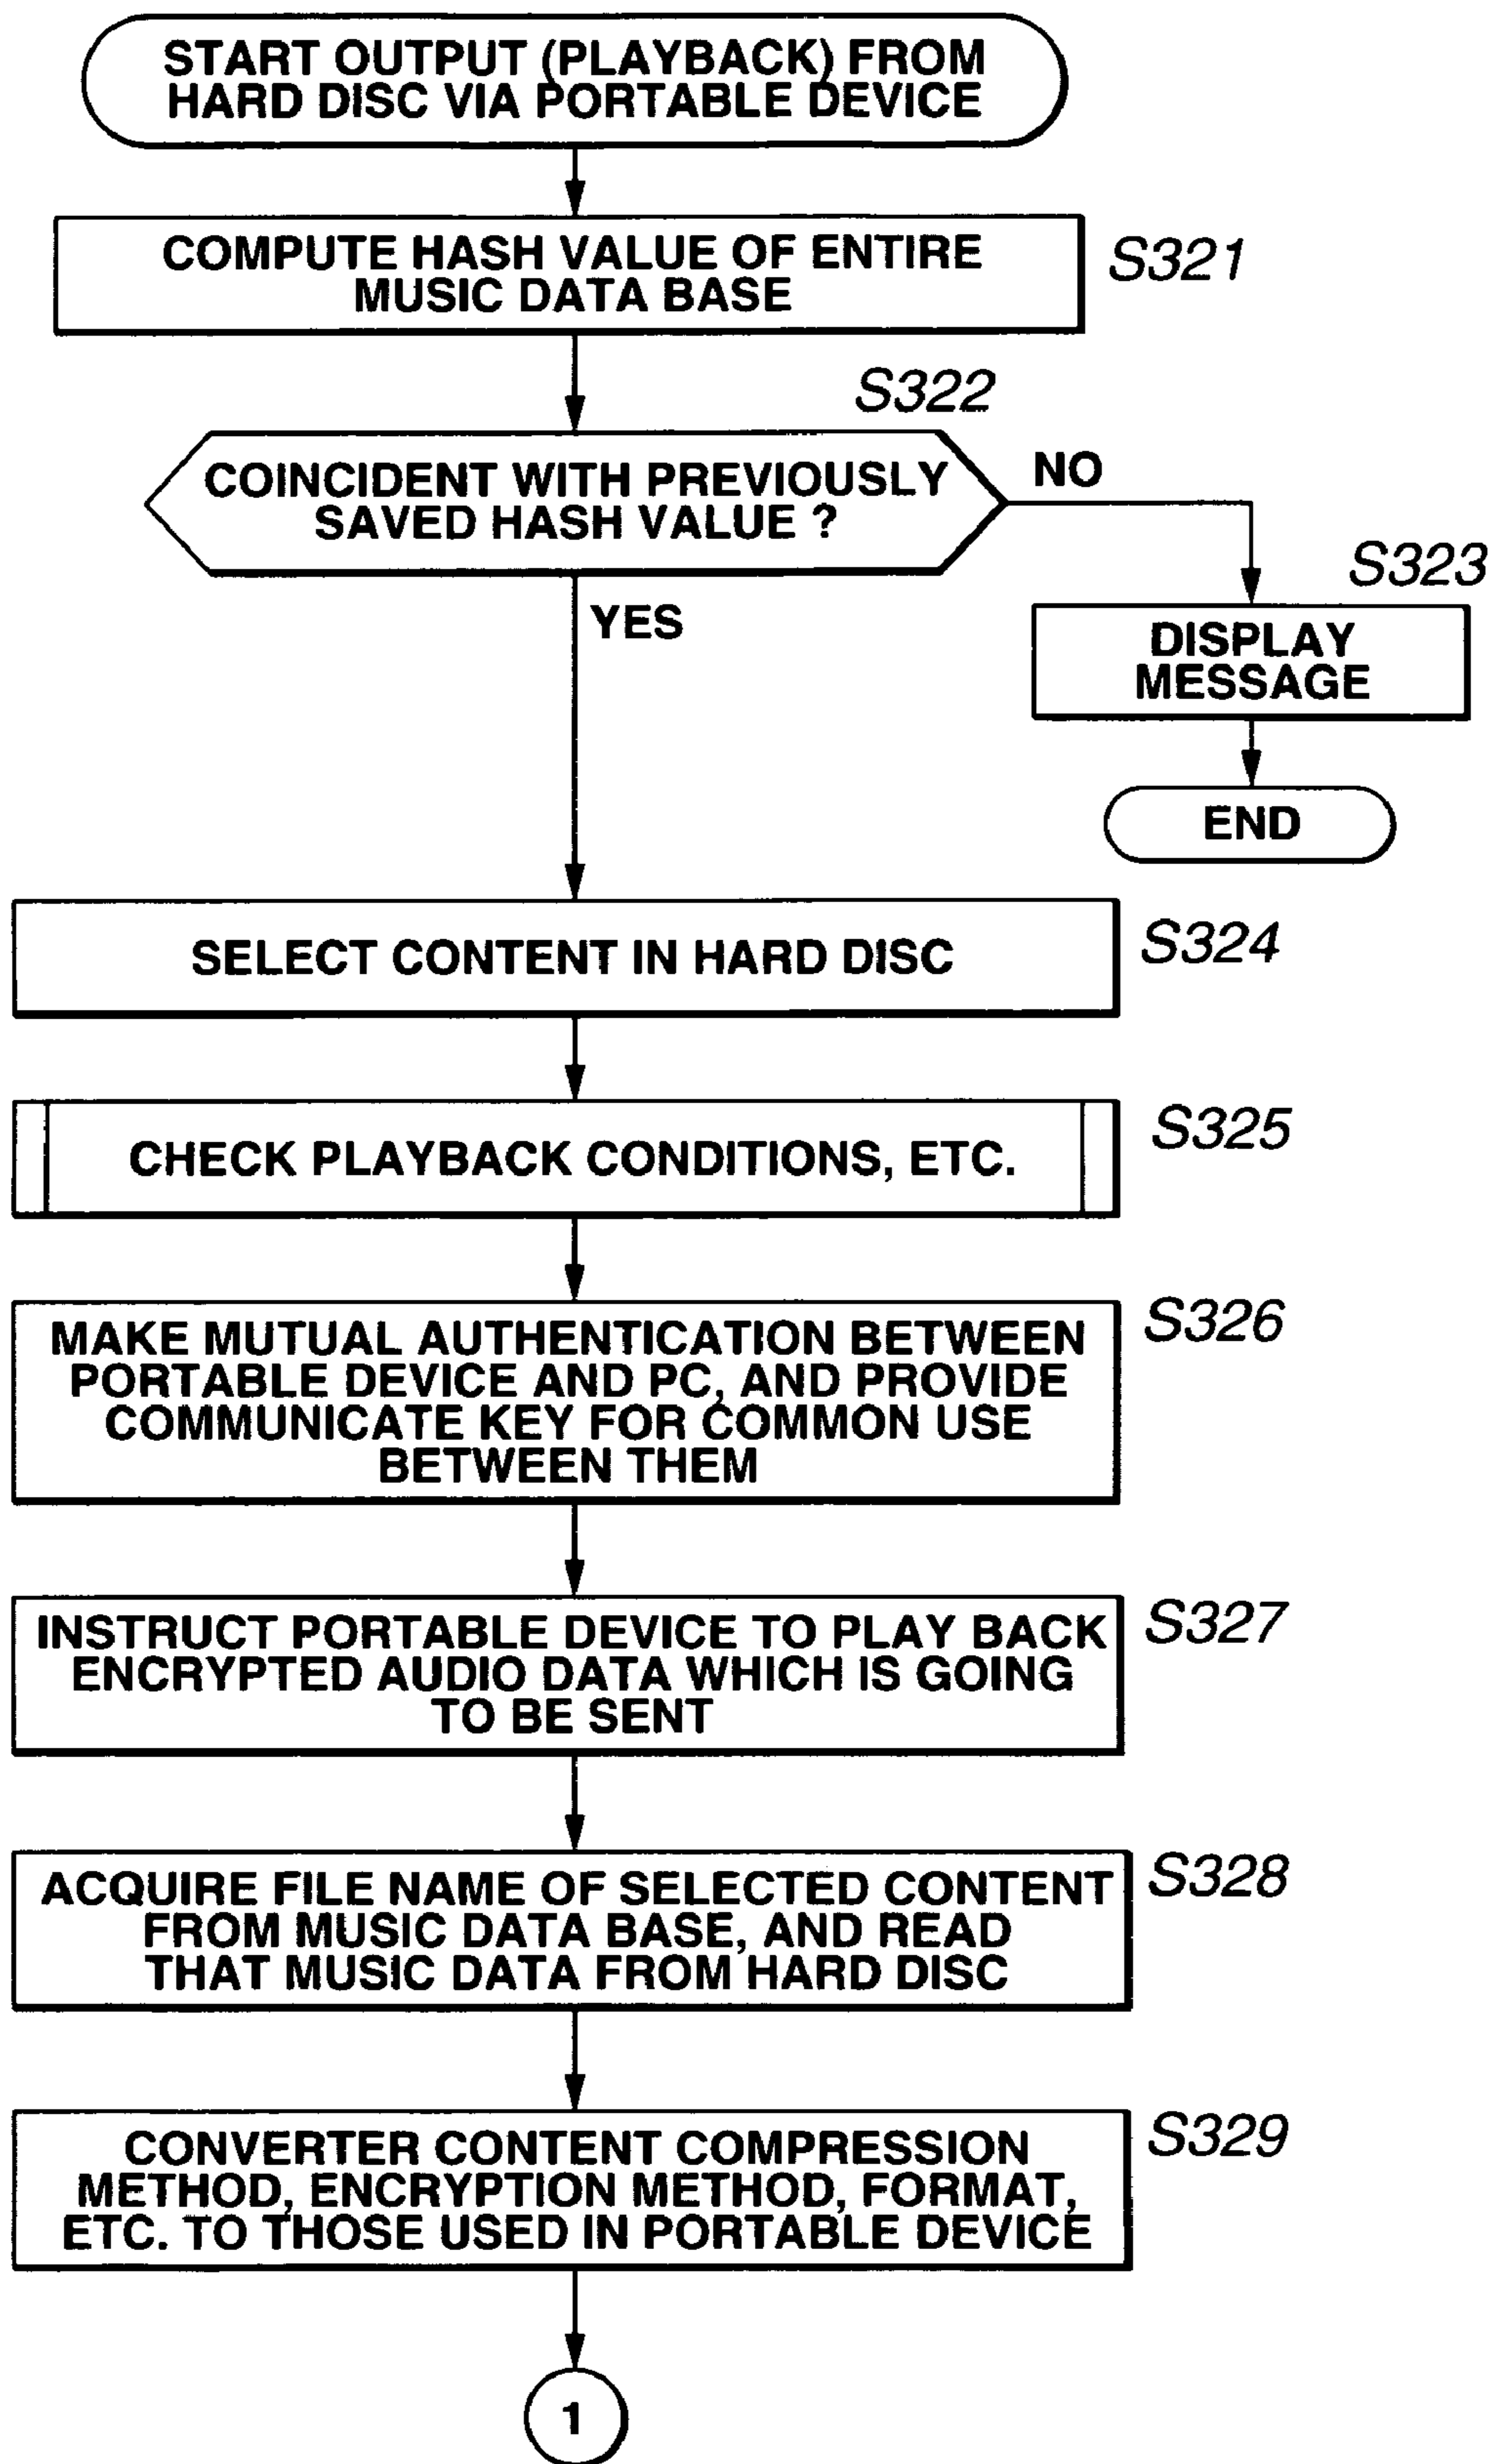 START OUTPUT (PLAYBACK) FROM
HARD DISC VIA PORTABLE DEVICE
COMPUTE HASH VALUE OF ENTIRE
MUSIC DATA BASE
S321
S322
COINCIDENT WITH PREVIOUSLY
SAVED HASH VALUE ?
NO
YES
S323
DISPLAY
MESSAGE
END
SELECT CONTENT IN HARD DISC
S324
CHECK PLAYBACK CONDITIONS, ETC.
S325
MAKE MUTUAL AUTHENTICATION BETWEEN
PORTABLE DEVICE AND PC, AND PROVIDE
COMMUNICATE KEY FOR COMMON USE
BETWEEN THEM
S326
INSTRUCT PORTABLE DEVICE TO PLAY BACK
ENCRYPTED AUDIO DATA WHICH IS GOING
TO BE SENT
S327
ACQUIRE FILE NAME OF SELECTED CONTENT
FROM MUSIC DATA BASE, AND READ
THAT MUSIC DATA FROM HARD DISC
S328
CONVERTER CONTENT COMPRESSION
METHOD, ENCRYPTION METHOD, FORMAT,
ETC. TO THOSE USED IN PORTABLE DEVICE
S329
1